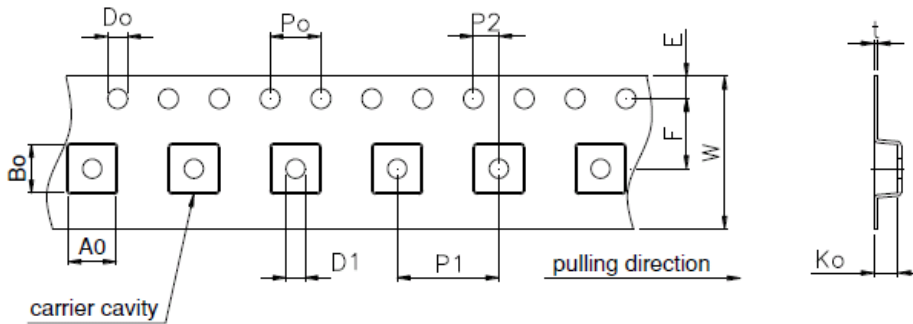 Do
Po
P2
E
t
Bo
F
W
A0
D1
P1
pulling direction
Ko
carrier cavity